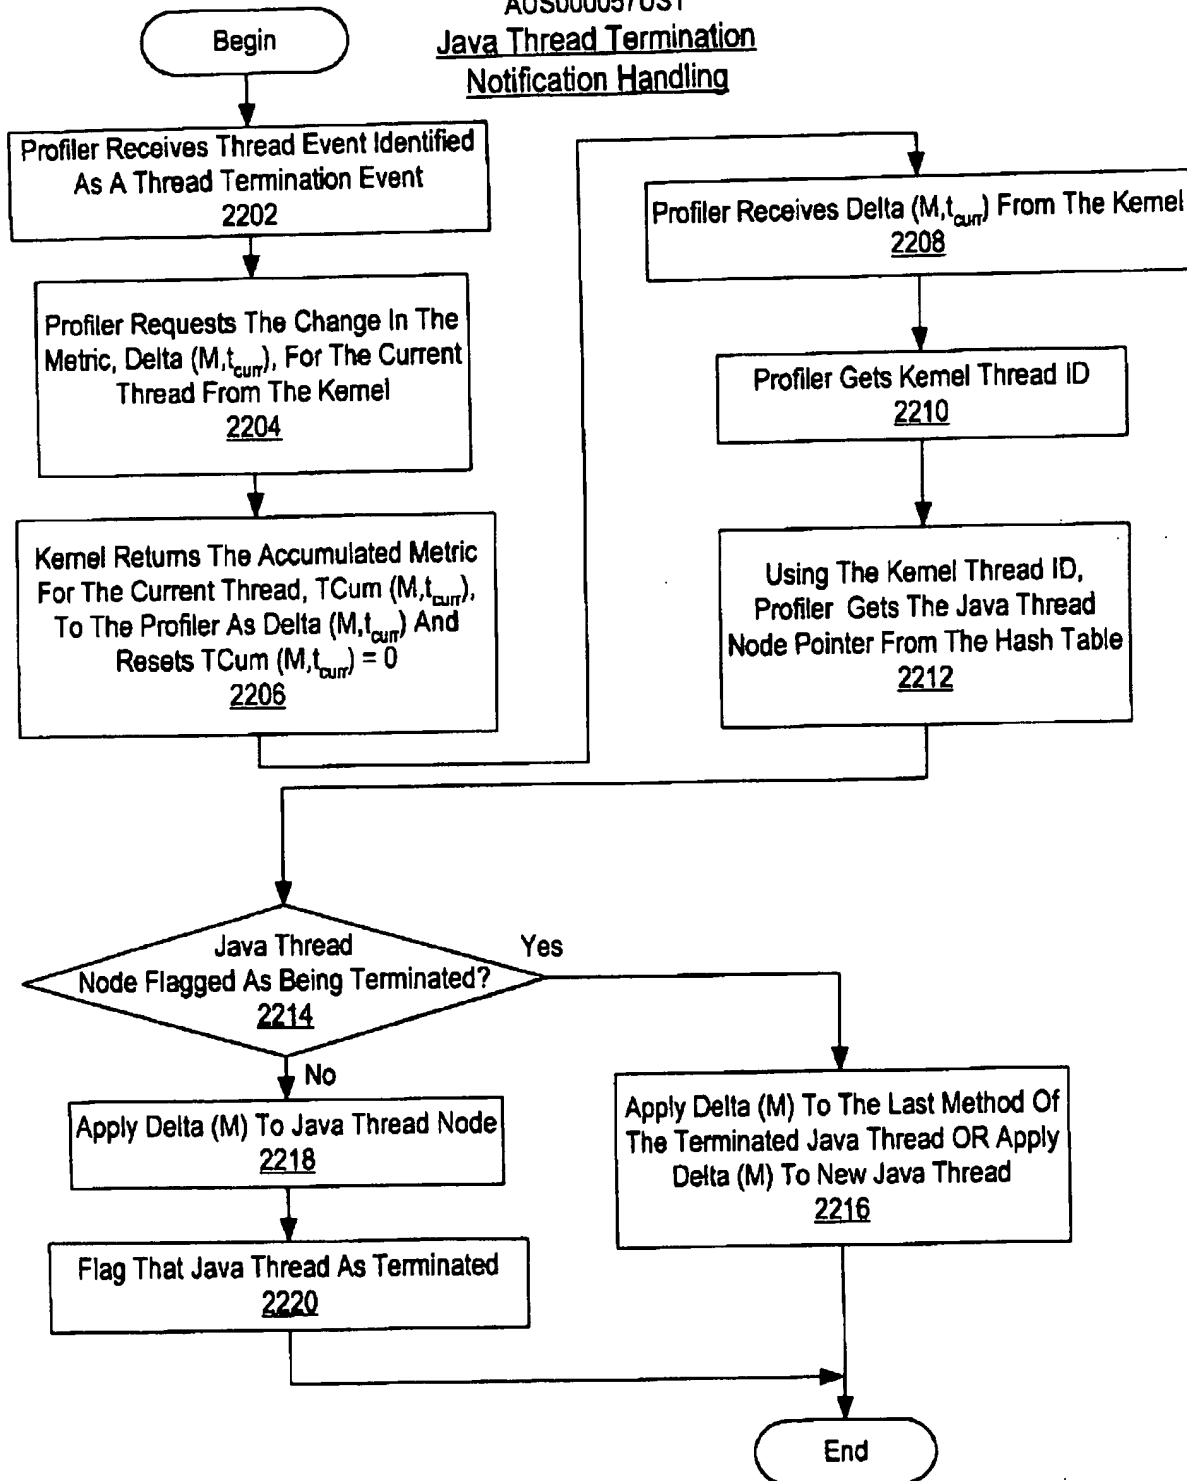 AUS000057US1
Java Thread Termination
Notification Handling
Begin
Profiler Receives Thread Event Identified
As A Thread Termination Event
2202
Profiler Requests The Change In The
Metric, Delta (M,tcurr), For The Current
Thread From The Kernel
2204
Kernel Returns The Accumulated Metric
For The Current Thread, TCum (M,tcurr),
To The Profiler As Delta (M,tcurr) And
Resets TCum (M,tcurr) = 0
2206
Profiler Receives Delta (M,tcurr) From The Kernel
2208
Profiler Gets Kernel Thread ID
2210
Using The Kernel Thread ID,
Profiler Gets The Java Thread
Node Pointer From The Hash Table
2212
Java Thread
Node Flagged As Being Terminated?
2214
Yes
No
Apply Delta (M) To Java Thread Node
2218
Flag That Java Thread As Terminated
2220
Apply Delta (M) To The Last Method Of
The Terminated Java Thread OR Apply
Delta (M) To New Java Thread
2216
End